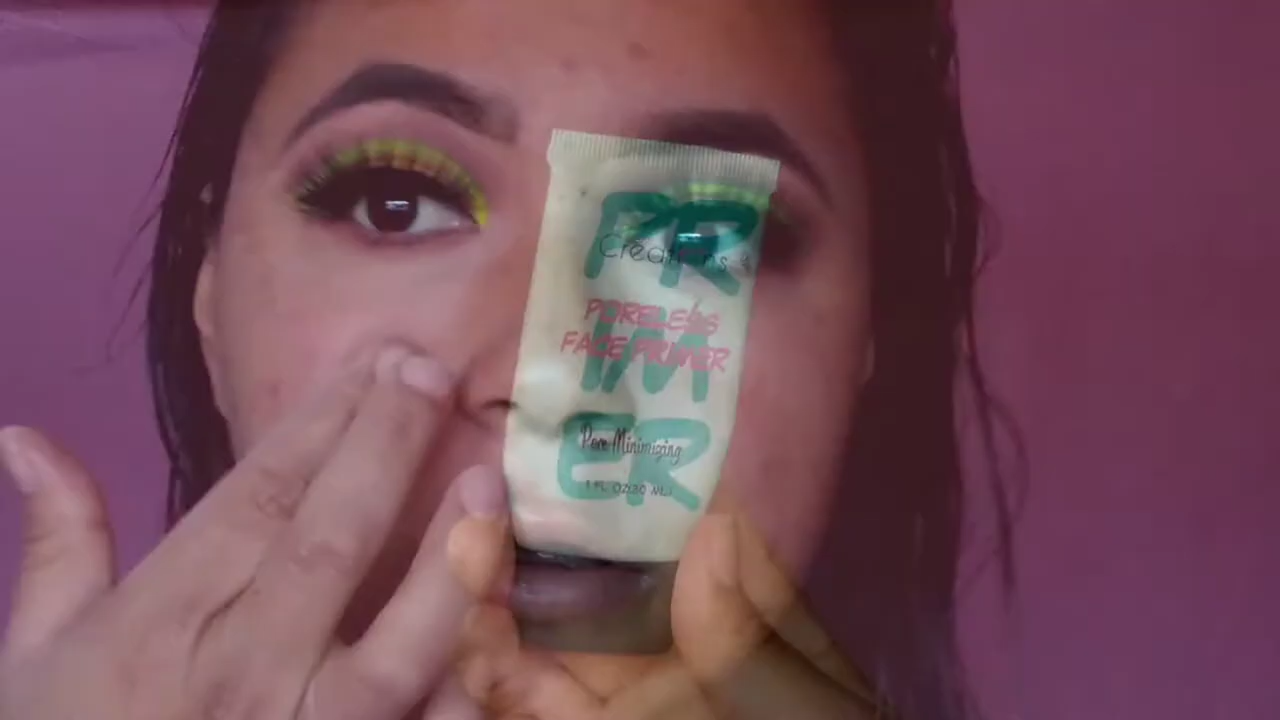 PR
Creations
PORELESS
FACE PRIMER
IM
Pore Minimizing
ER
1 FL OZ/30 ML